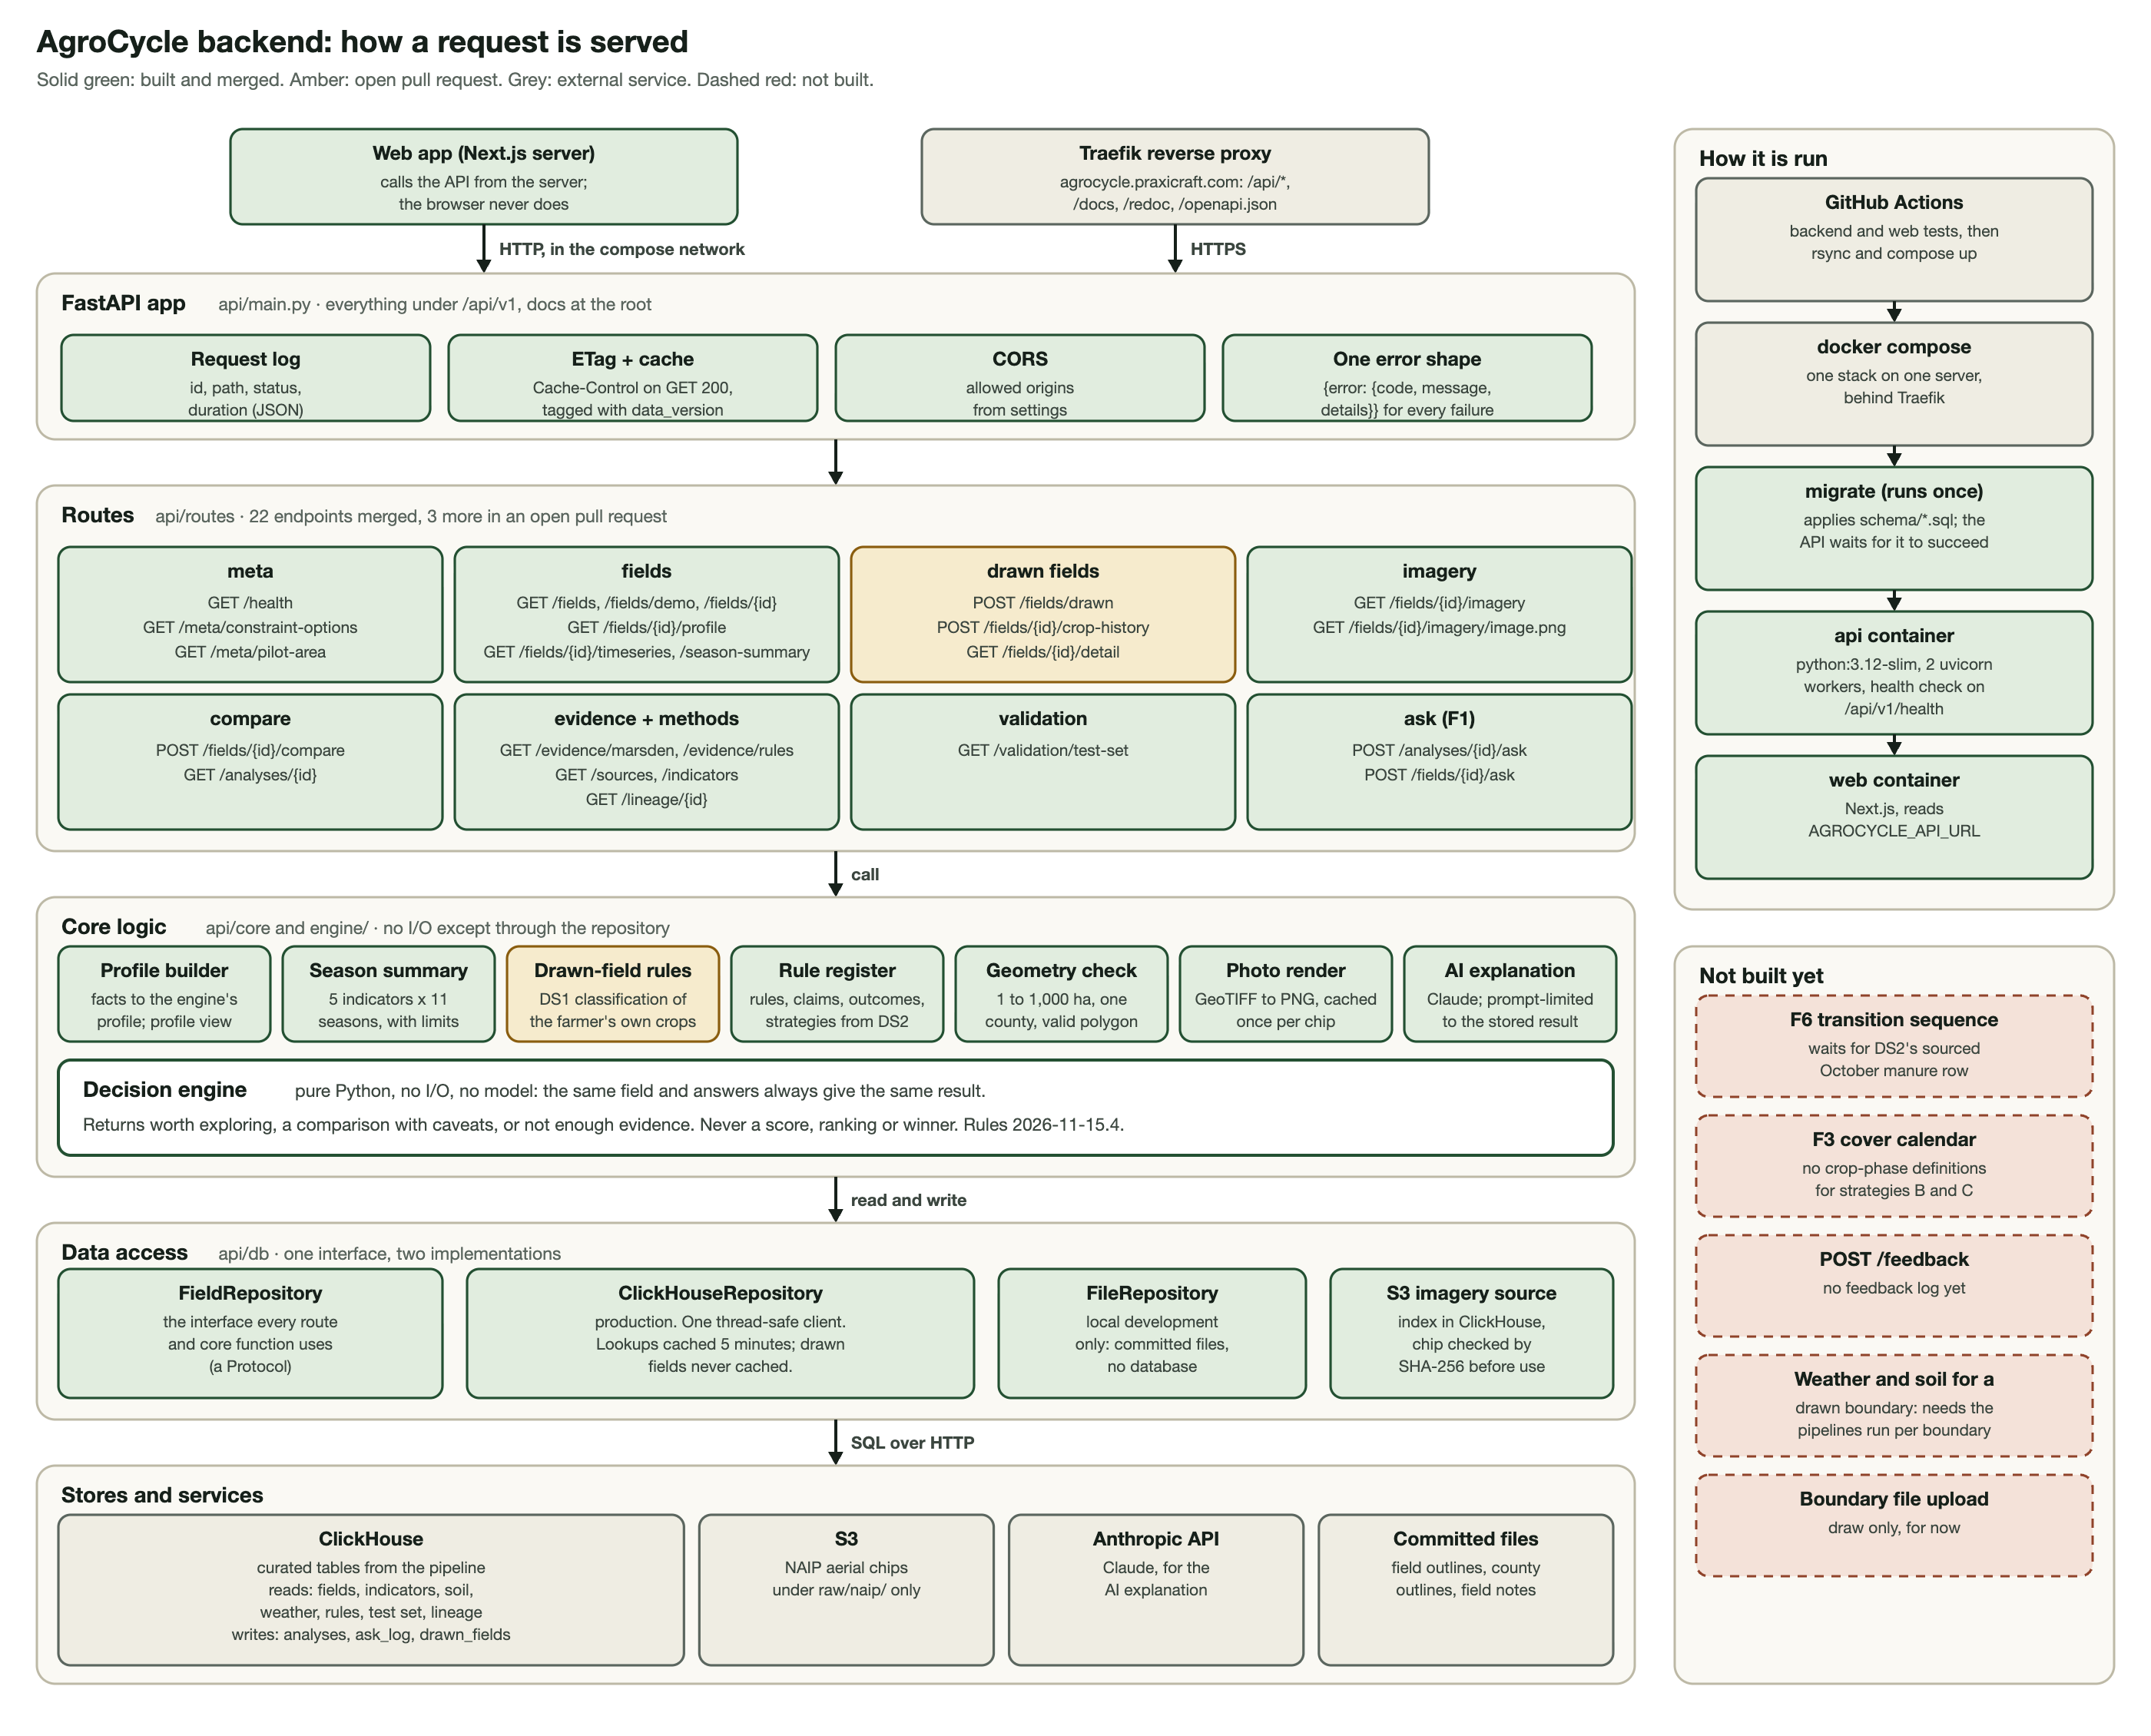 AgroCycle backend: how a request is served
Solid green: built and merged. Amber: open pull request. Grey: external service. Dashed red: not built.
Web app (Next.js server)
calls the API from the server;
the browser never does
Traefik reverse proxy
agrocycle.praxicraft.com: /api/*,
/docs, /redoc, /openapi.json
HTTP, in the compose network
HTTPS
FastAPI app
api/main.py · everything under /api/v1, docs at the root
Request log
id, path, status,
duration (JSON)
ETag + cache
Cache-Control on GET 200,
tagged with data_version
CORS
allowed origins
from settings
One error shape
{error: {code, message,
details}} for every failure
Routes
api/routes · 22 endpoints merged, 3 more in an open pull request
meta
GET /health
GET /meta/constraint-options
GET /meta/pilot-area
fields
GET /fields, /fields/demo, /fields/{id}
GET /fields/{id}/profile
GET /fields/{id}/timeseries, /season-summary
drawn fields
POST /fields/drawn
POST /fields/{id}/crop-history
GET /fields/{id}/detail
imagery
GET /fields/{id}/imagery
GET /fields/{id}/imagery/image.png
compare
POST /fields/{id}/compare
GET /analyses/{id}
evidence + methods
GET /evidence/marsden, /evidence/rules
GET /sources, /indicators
GET /lineage/{id}
validation
GET /validation/test-set
ask (F1)
POST /analyses/{id}/ask
POST /fields/{id}/ask
call
Core logic
api/core and engine/ · no I/O except through the repository
Profile builder
facts to the engine's
profile; profile view
Season summary
5 indicators x 11
seasons, with limits
Drawn-field rules
DS1 classification of
the farmer's own crops
Rule register
rules, claims, outcomes,
strategies from DS2
Geometry check
1 to 1,000 ha, one
county, valid polygon
Photo render
GeoTIFF to PNG, cached
once per chip
AI explanation
Claude; prompt-limited
to the stored result
Decision engine
pure Python, no I/O, no model: the same field and answers always give the same result.
Returns worth exploring, a comparison with caveats, or not enough evidence. Never a score, ranking or winner. Rules 2026-11-15.4.
read and write
Data access
api/db · one interface, two implementations
FieldRepository
the interface every route
and core function uses
(a Protocol)
ClickHouseRepository
production. One thread-safe client.
Lookups cached 5 minutes; drawn
fields never cached.
FileRepository
local development
only: committed files,
no database
S3 imagery source
index in ClickHouse,
chip checked by
SHA-256 before use
SQL over HTTP
Stores and services
ClickHouse
curated tables from the pipeline
reads: fields, indicators, soil,
weather, rules, test set, lineage
writes: analyses, ask_log, drawn_fields
S3
NAIP aerial chips
under raw/naip/ only
Anthropic API
Claude, for the
AI explanation
Committed files
field outlines, county
outlines, field notes
How it is run
GitHub Actions
backend and web tests, then
rsync and compose up
docker compose
one stack on one server,
behind Traefik
migrate (runs once)
applies schema/*.sql; the
API waits for it to succeed
api container
python:3.12-slim, 2 uvicorn
workers, health check on
/api/v1/health
web container
Next.js, reads
AGROCYCLE_API_URL
Not built yet
F6 transition sequence
waits for DS2's sourced
October manure row
F3 cover calendar
no crop-phase definitions
for strategies B and C
POST /feedback
no feedback log yet
Weather and soil for a
drawn boundary: needs the
pipelines run per boundary
Boundary file upload
draw only, for now